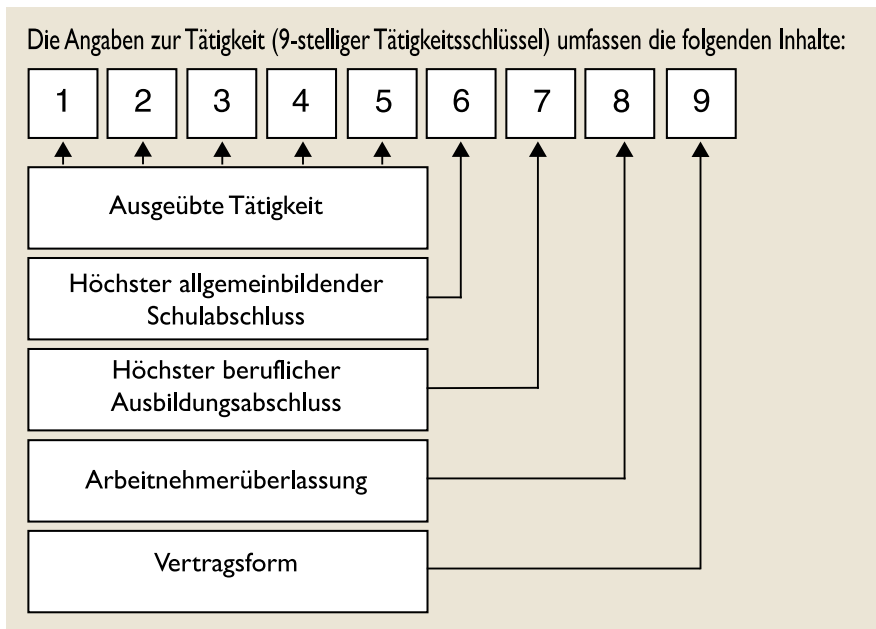 Die Angaben zur Tätigkeit (9-stelliger Tätigkeitsschlüssel) umfassen die folgenden Inhalte:
1 2 3 4 5 6 7 8 9
Ausgeübte Tätigkeit
Höchster allgemeinbildender
Schulabschluss
Höchster beruflicher
Ausbildungsabschluss
Arbeitnehmerüberlassung
Vertragsform